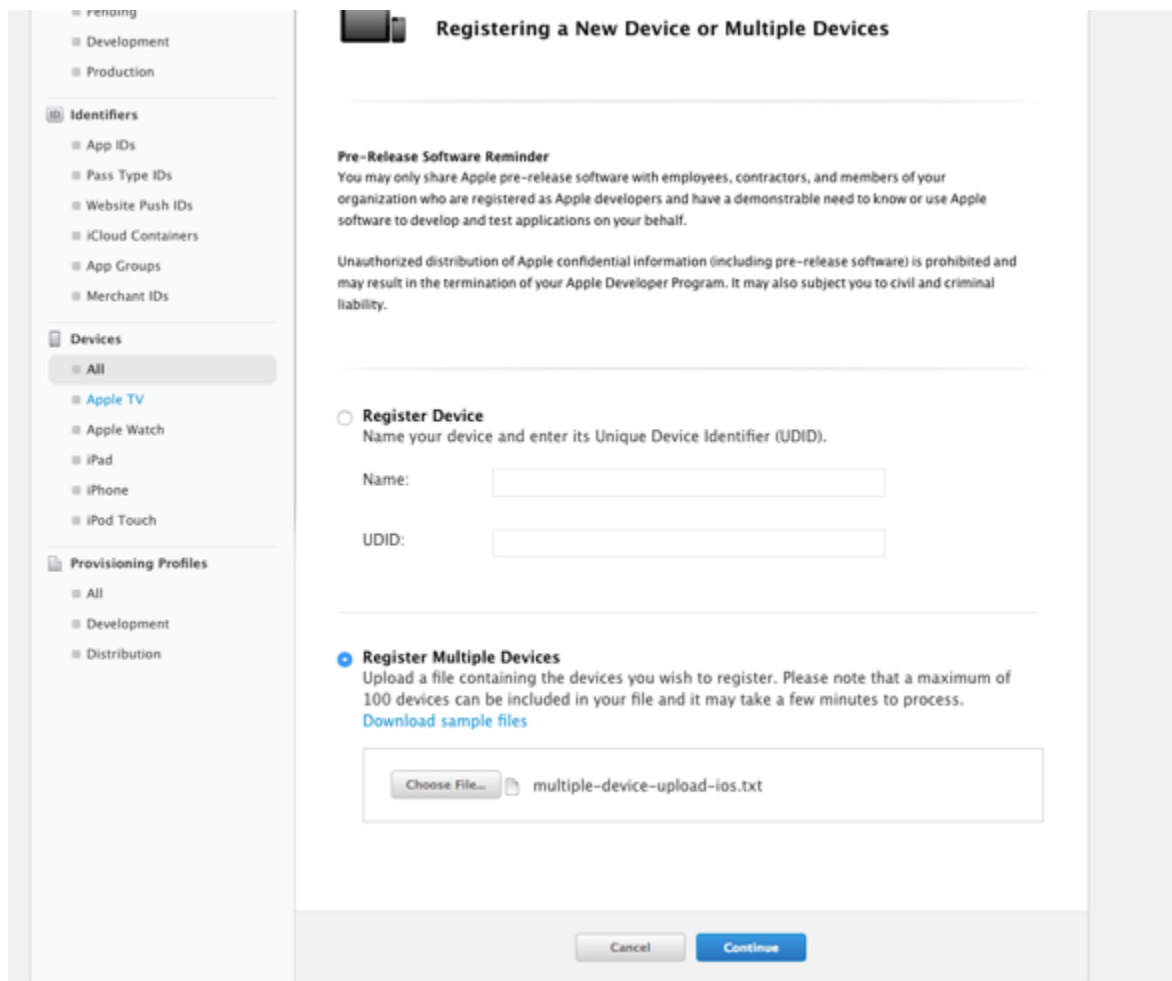 Pending
Development
Production
Identifiers
App IDs
Pass Type IDs
Website Push IDs
iCloud Containers
App Groups
Merchant IDs
Devices
All
Apple TV
Apple Watch
iPad
iPhone
iPod Touch
Provisioning Profiles
All
Development
Distribution
Registering a New Device or Multiple Devices
Pre-Release Software Reminder
You may only share Apple pre-release software with employees, contractors, and members of your
organization who are registered as Apple developers and have a demonstrable need to know or use Apple
software to develop and test applications on your behalf.
Unauthorized distribution of Apple confidential information (including pre-release software) is prohibited and
may result in the termination of your Apple Developer Program. It may also subject you to civil and criminal
liability.
Register Device
Name your device and enter its Unique Device Identifier (UDID).
Name:
UDID:
Register Multiple Devices
Upload a file containing the devices you wish to register. Please note that a maximum of
100 devices can be included in your file and it may take a few minutes to process.
Download sample files
Choose File... multiple-device-upload-ios.txt
Cancel Continue